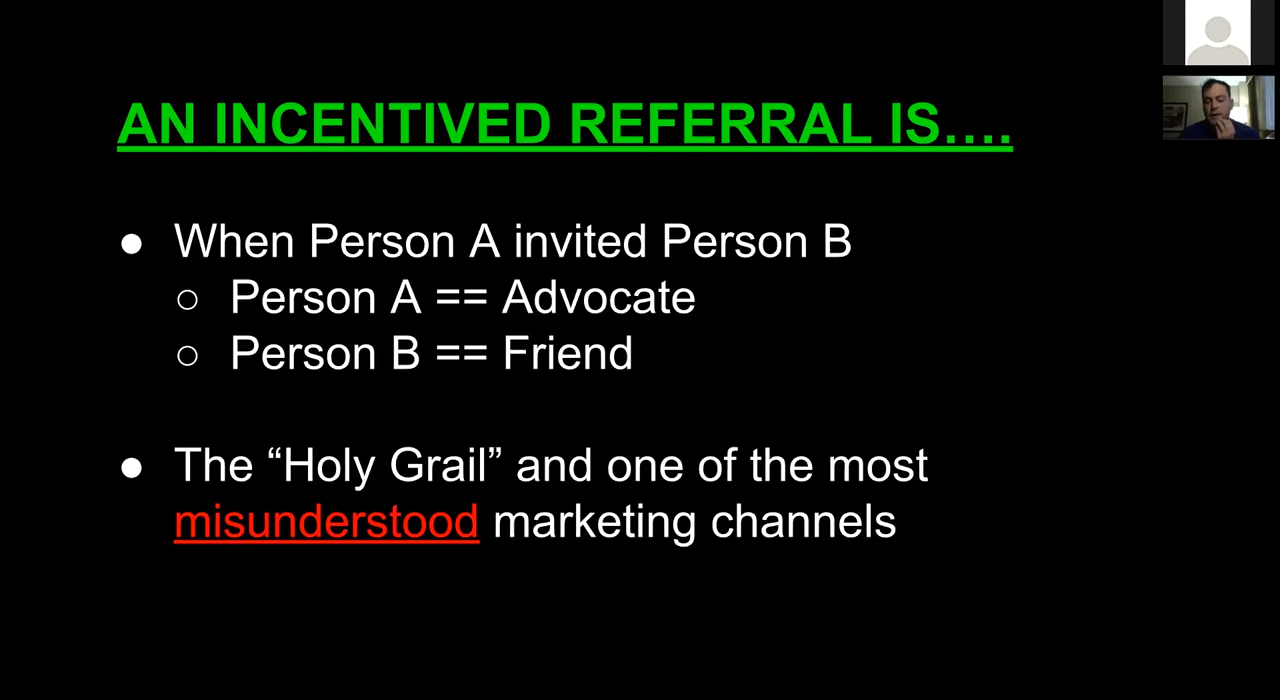 AN INCENTIVED REFERRAL IS....
● When Person A invited Person B
○ Person A == Advocate
○ Person B == Friend
● The “Holy Grail” and one of the most
misunderstood marketing channels